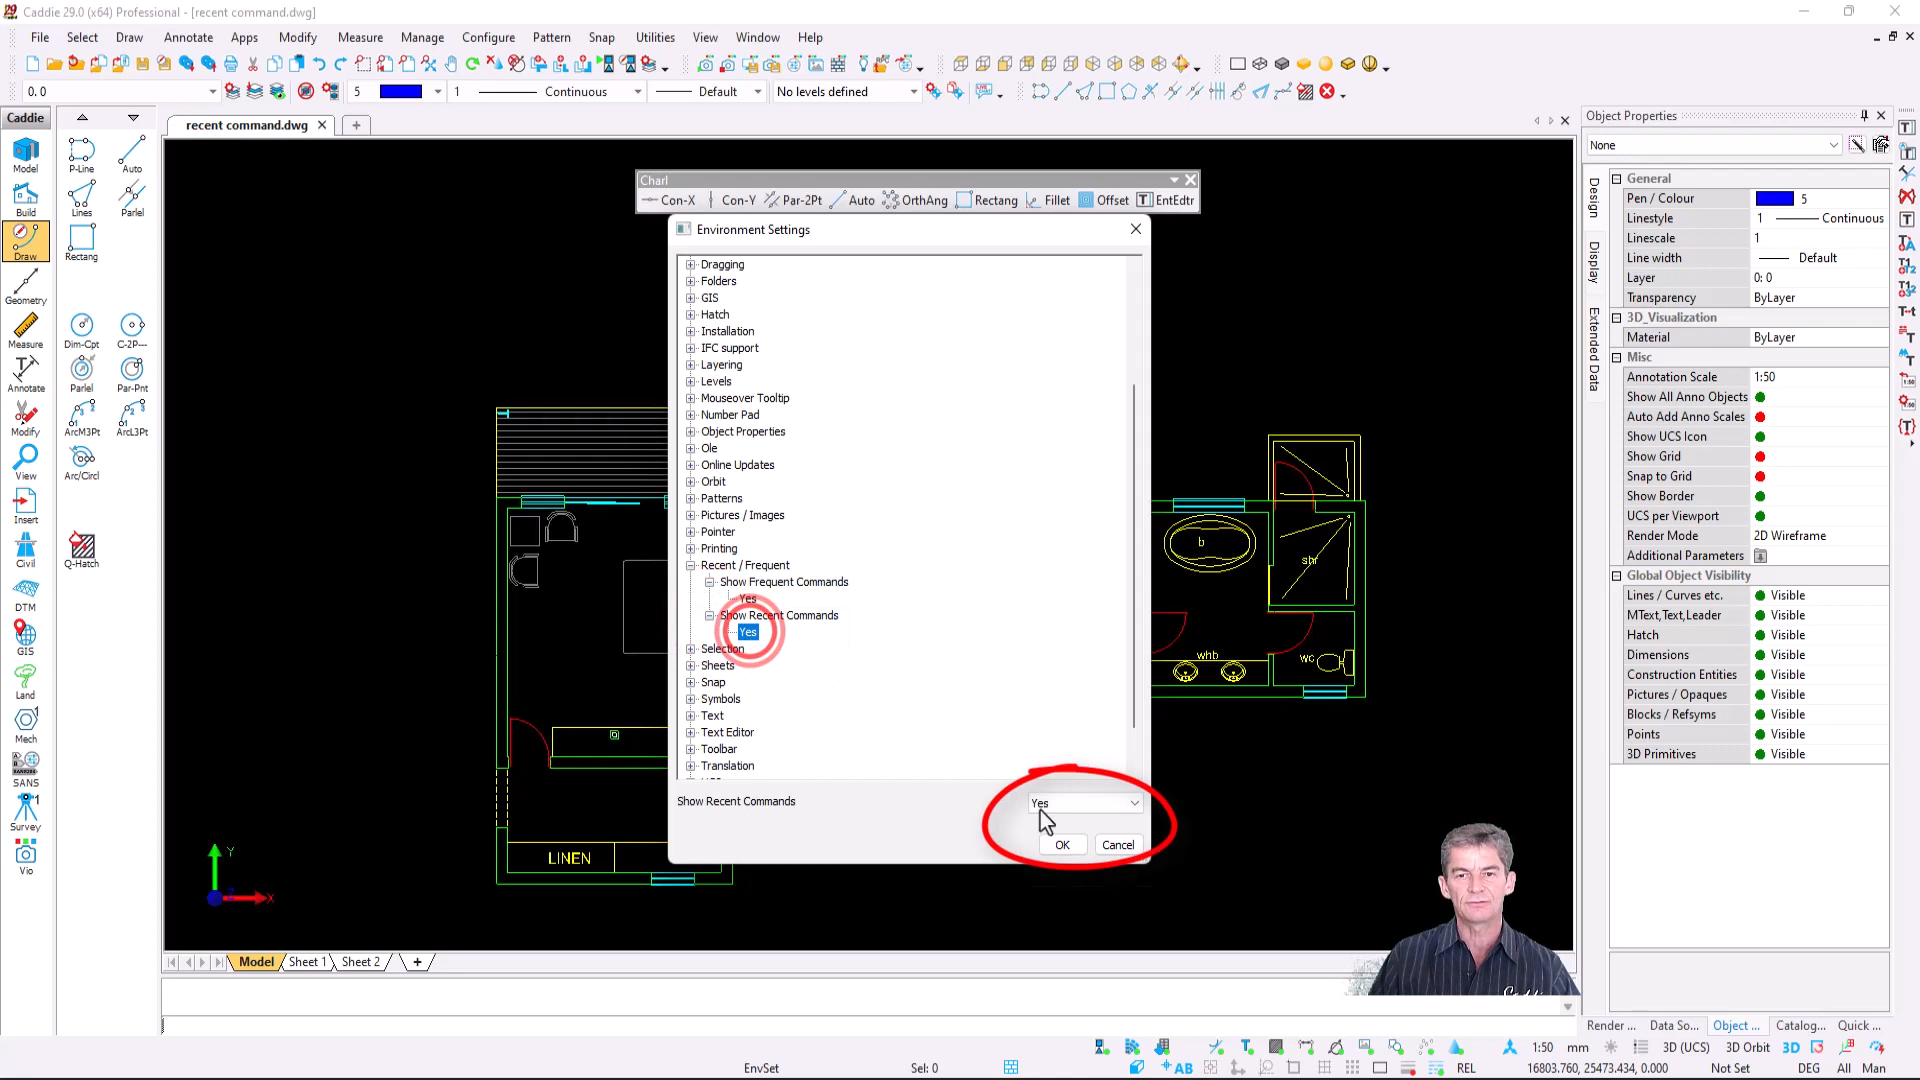 Caddie 29.0 (x64) Professional - [recent command.dwg]
File Select Draw Annotate Apps Modify Measure Manage Configure Pattern Snap Utilities View Window Help
0. 0 5 1 Continuous Default No levels defined
Caddie
recent command.dwg
Model
Build
Draw
Geometry
Measure
Annotate
Modify
View
Insert
Civil
DTM
GIS
Land
Mech
SANS
Survey
Vio
P-Line Auto
Lines Parlel
Rectang
Dim-Cpt C-2P---
Parlel Par-Pnt
ArcM3Pt ArcL3Pt
Arc/Circl
Q-Hatch
Charl
Con-X Con-Y Par-2Pt Auto OrthAng Rectang Fillet Offset EntEdtr
Environment Settings
Dragging
Folders
GIS
Hatch
Installation
IFC support
Layering
Levels
Mouseover Tooltip
Number Pad
Object Properties
Ole
Online Updates
Orbit
Patterns
Pictures / Images
Pointer
Printing
Recent / Frequent
Show Frequent Commands
Yes
Show Recent Commands
Yes
Selection
Sheets
Snap
Symbols
Text
Text Editor
Toolbar
Translation
Show Recent Commands Yes
OK Cancel
b
shr
whb
wc
LINEN
Y
Z
X
Object Properties
None
Design
Display
Extended Data
General
Pen / Colour 5
Linestyle 1 Continuous
Linescale 1
Line width Default
Layer 0: 0
Transparency ByLayer
3D_Visualization
Material ByLayer
Misc
Annotation Scale 1:50
Show All Anno Objects
Auto Add Anno Scales
Show UCS Icon
Show Grid
Snap to Grid
Show Border
UCS per Viewport
Render Mode 2D Wireframe
Additional Parameters
Global Object Visibility
Lines / Curves etc. Visible
MText,Text,Leader Visible
Hatch Visible
Dimensions Visible
Construction Entities Visible
Pictures / Opaques Visible
Blocks / Refsyms Visible
Points Visible
3D Primitives Visible
Model Sheet 1 Sheet 2
Render ... Data So... Object ... Catalog... Quick ...
1:50 mm 3D (UCS) 3D Orbit 3D
EnvSet Sel: 0 AB REL 16803.760, 25473.434, 0.000 Not Set DEG All Man